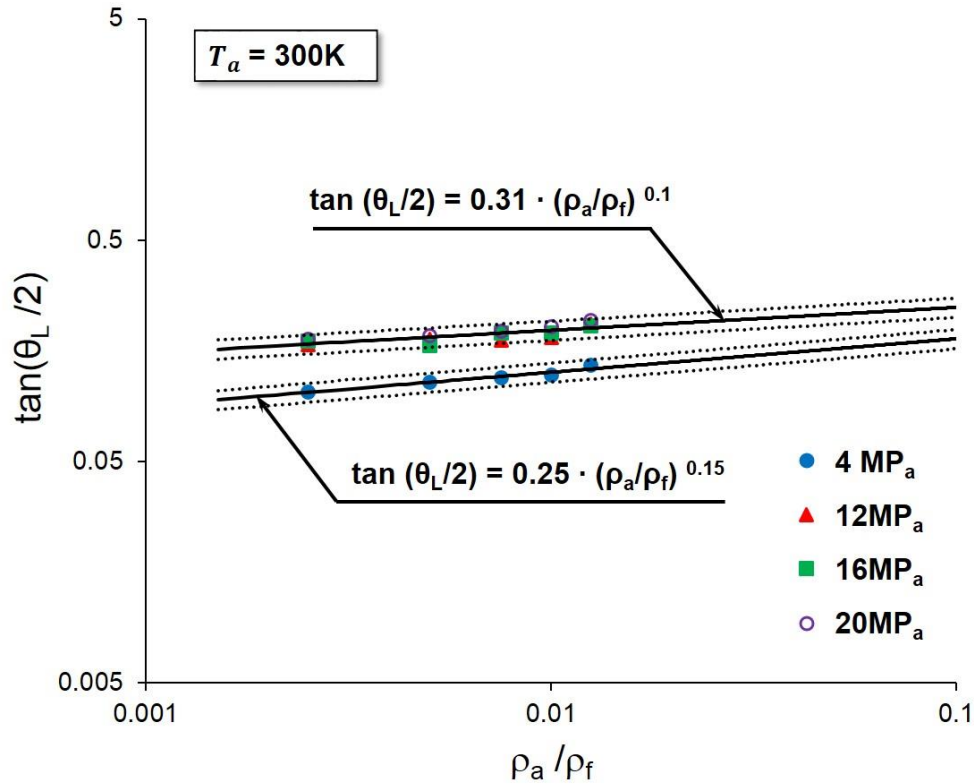 5
T_a = 300K
tan (θ_L/2) = 0.31 · (ρ_a/ρ_f) ^0.1
0.5
tan(θ_L /2)
0.05
tan (θ_L/2) = 0.25 · (ρ_a/ρ_f) ^0.15
4 MP_a
12MP_a
16MP_a
20MP_a
0.005
0.001
0.01
0.1
ρ_a /ρ_f